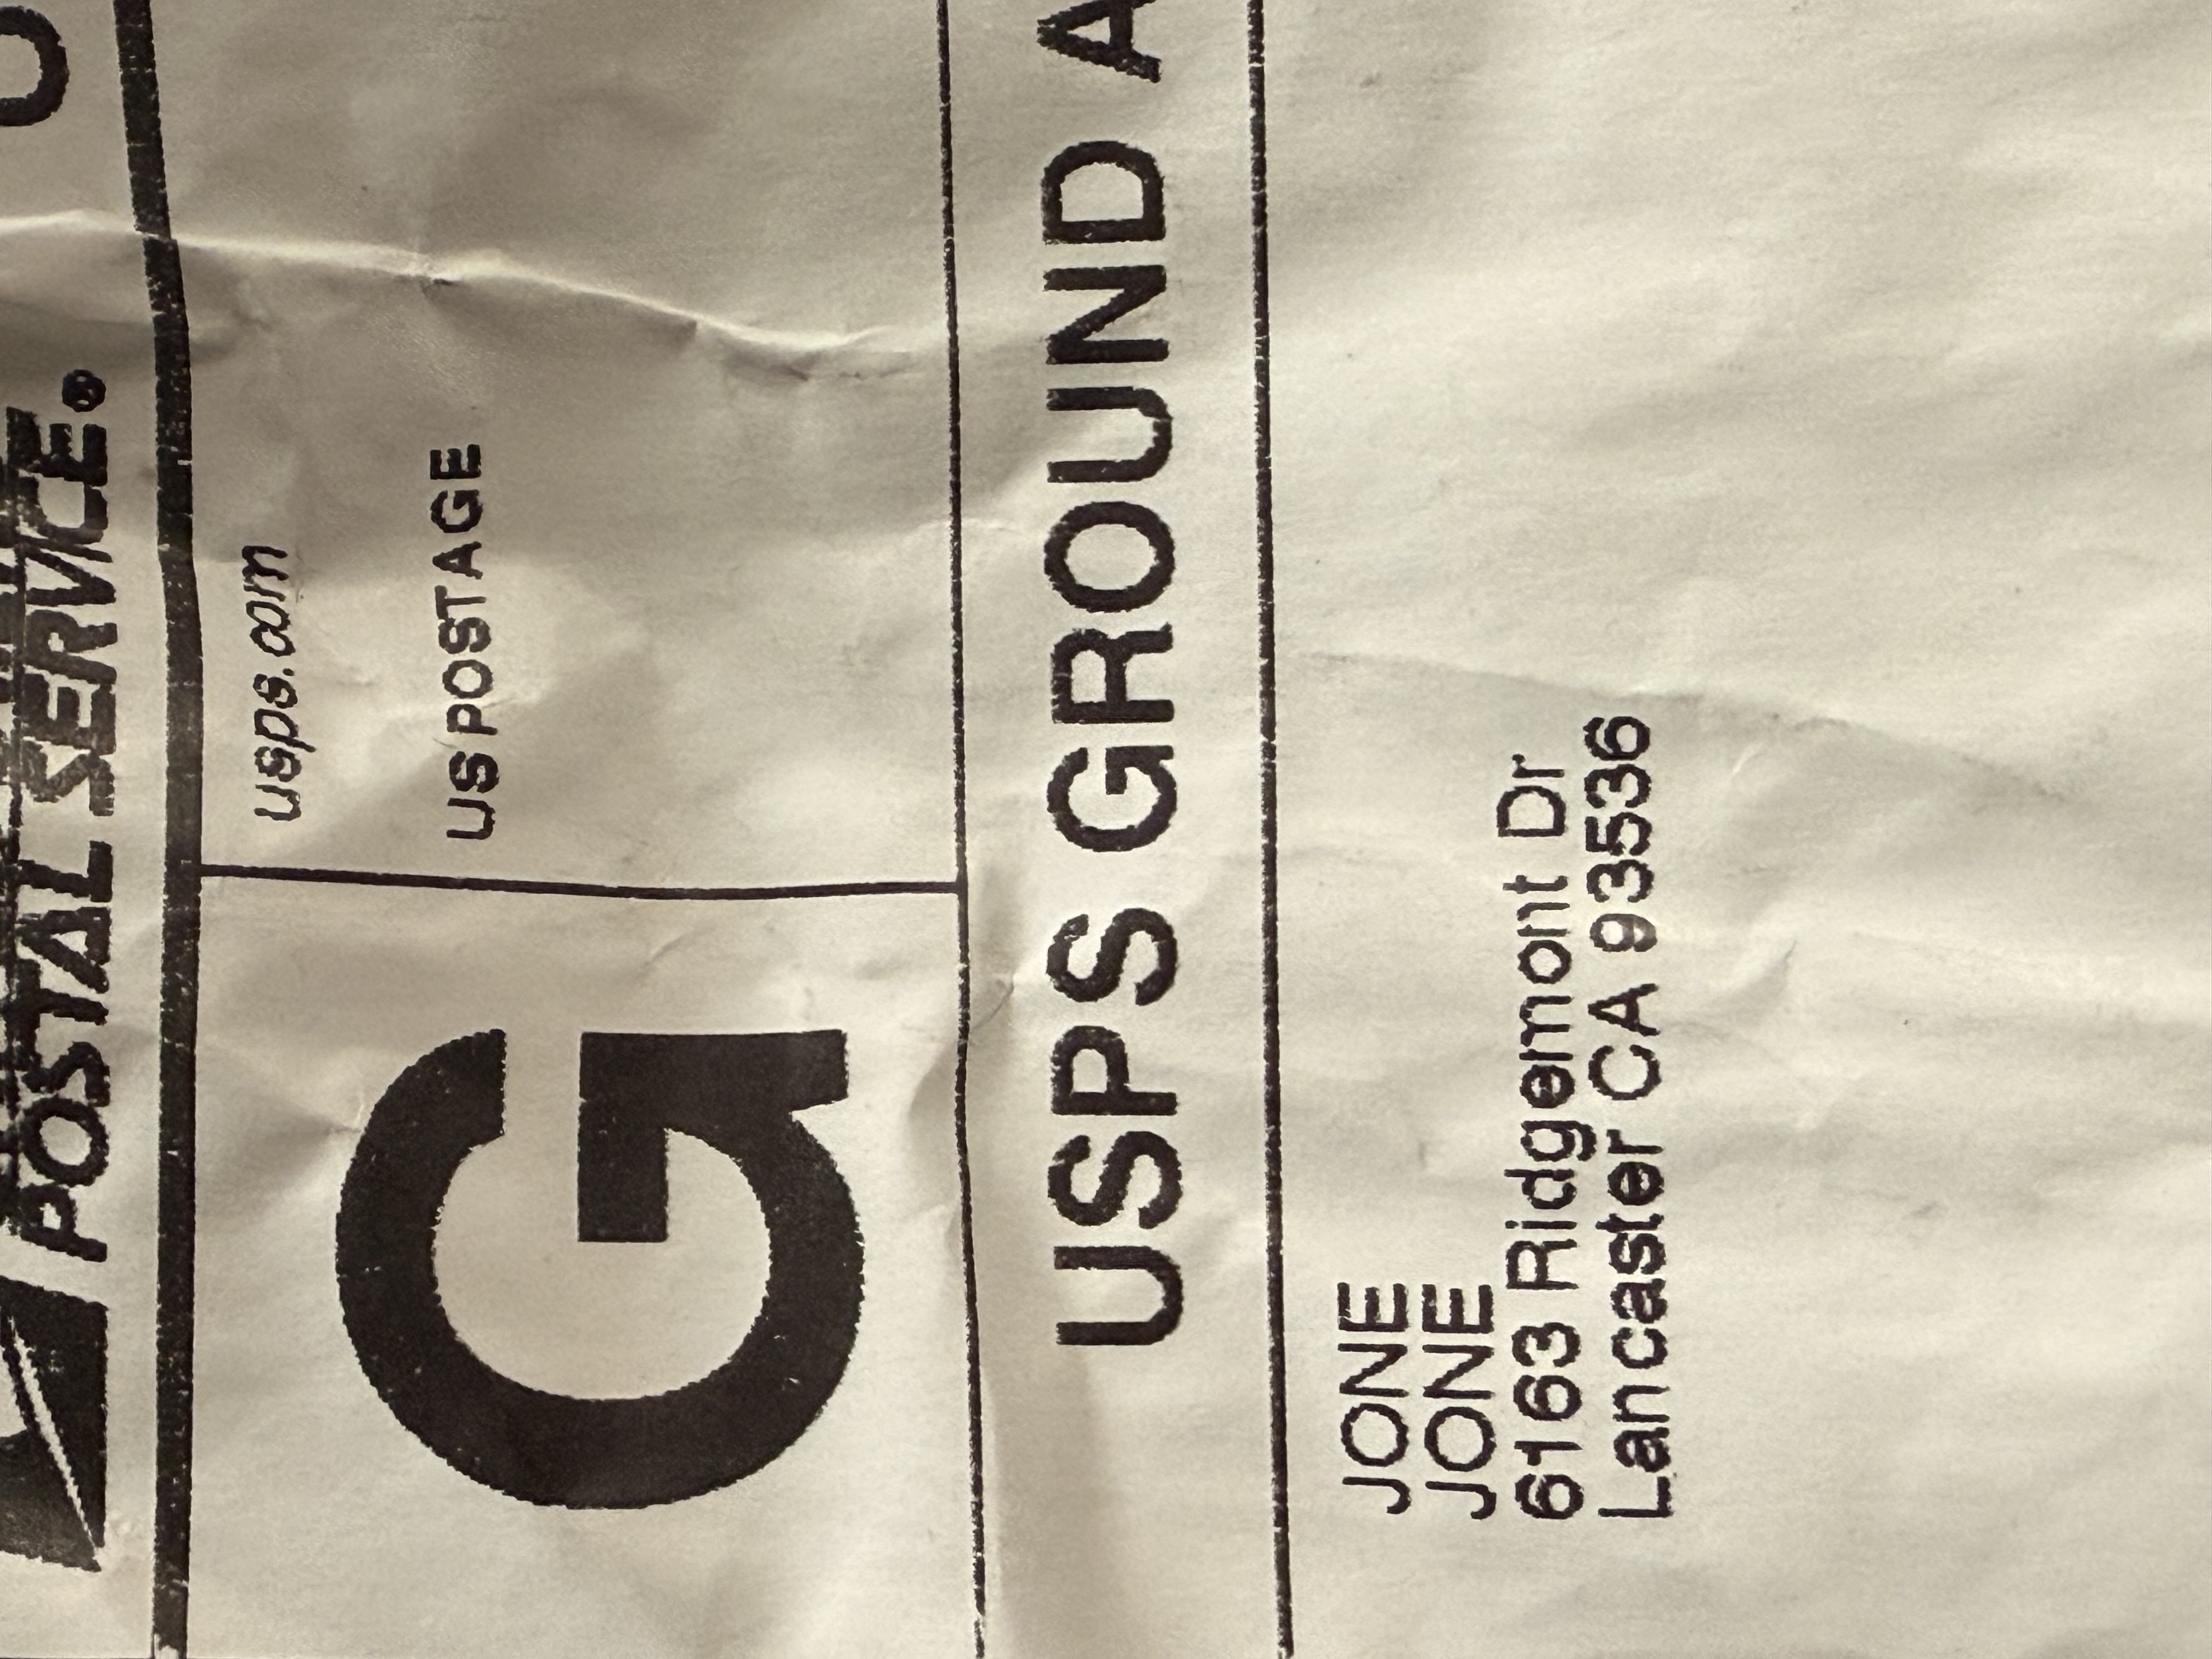 POSTAL SERVICE.®
usps.com
US POSTAGE
G
USPS GROUND A
JONE
JONE
6163 Ridgemont Dr
Lancaster CA 93536